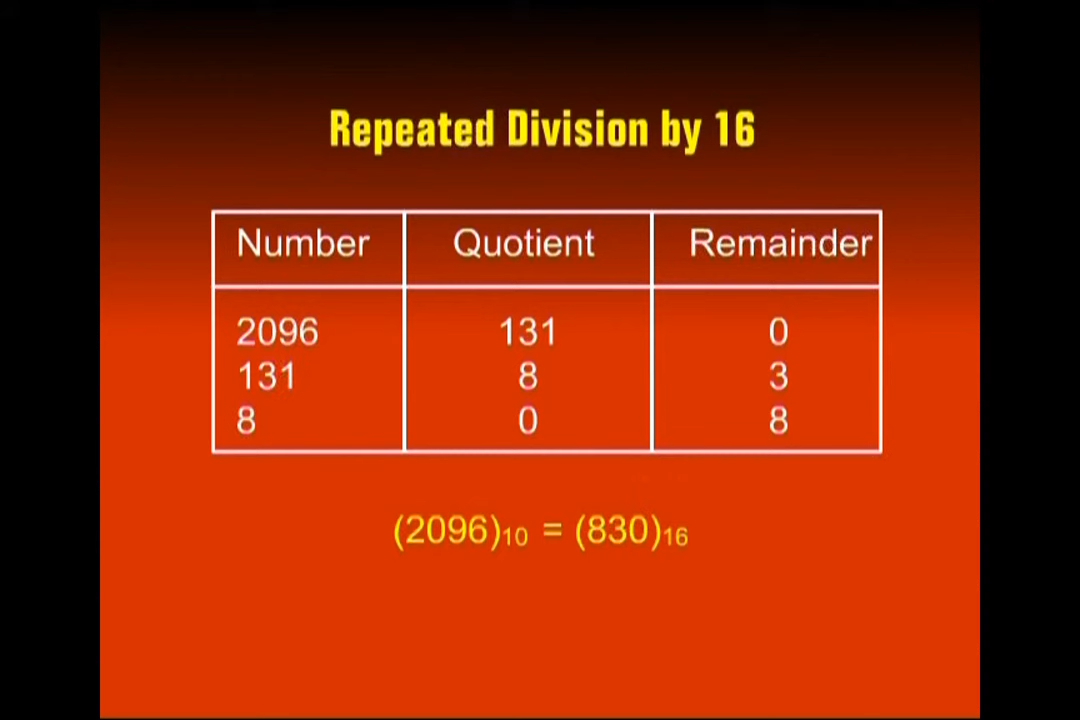 Repeated Division by 16
Number Quotient Remainder
2096 131 0
131 8 3
8 0 8
(2096)₁₀ = (830)₁₆